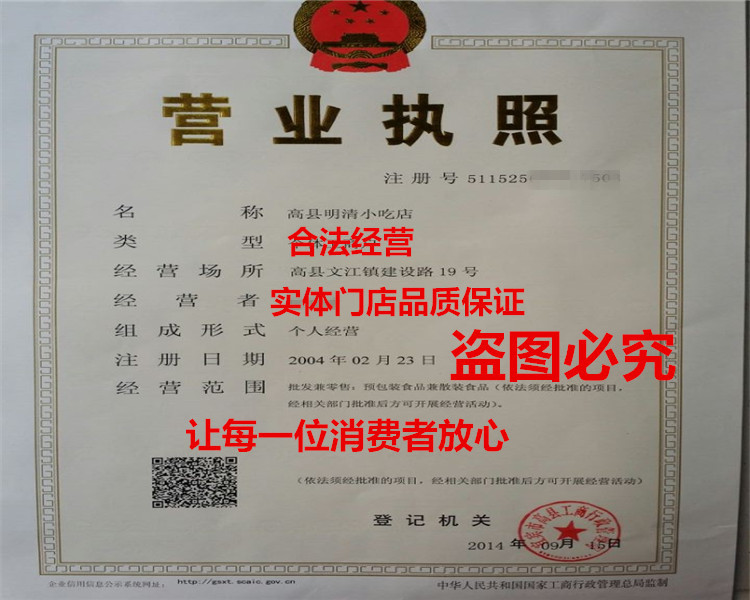 营业执照
注册号 511525
名称 高县明清小吃店
类型
合法经营
经营场所 高县文江镇建设路19号
经营者
实体门店品质保证
组成形式 个人经营
盗图必究
注册日期 2004年02月23日
经营范围 批发兼零售：预包装食品兼散装食品（依法须经批准的项目，
经相关部门批准后方可开展经营活动）。
让每一位消费者放心
（依法须经批准的项目，经相关部门批准后方可开展经营活动）
登记机关
2014年09月15日
企业信用信息公示系统网址： http://gsxt.scaic.gov.cn
中华人民共和国国家工商行政管理总局监制